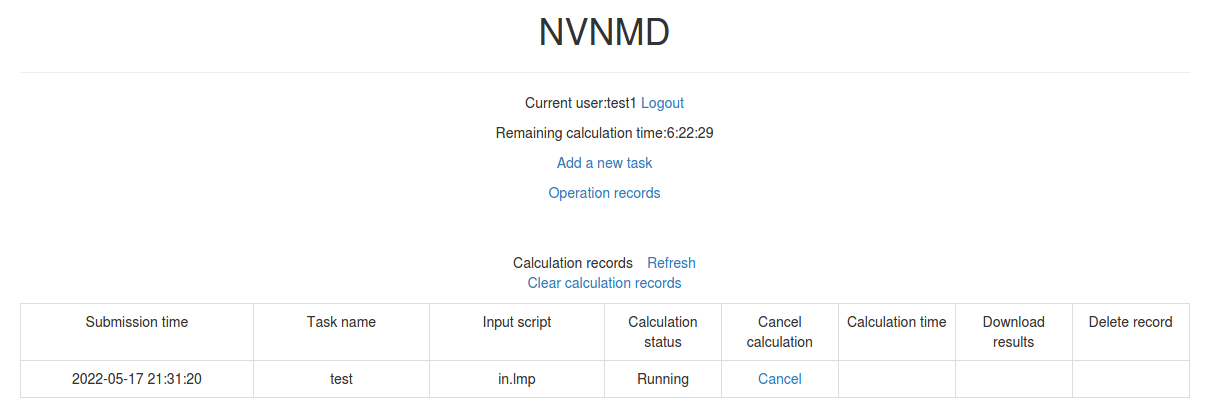 NVNMD
Current user:test1 Logout
Remaining calculation time:6:22:29
Add a new task
Operation records
Calculation records Refresh
Clear calculation records
Submission time Task name Input script Calculation status Cancel calculation Calculation time Download results Delete record
2022-05-17 21:31:20 test in.lmp Running Cancel